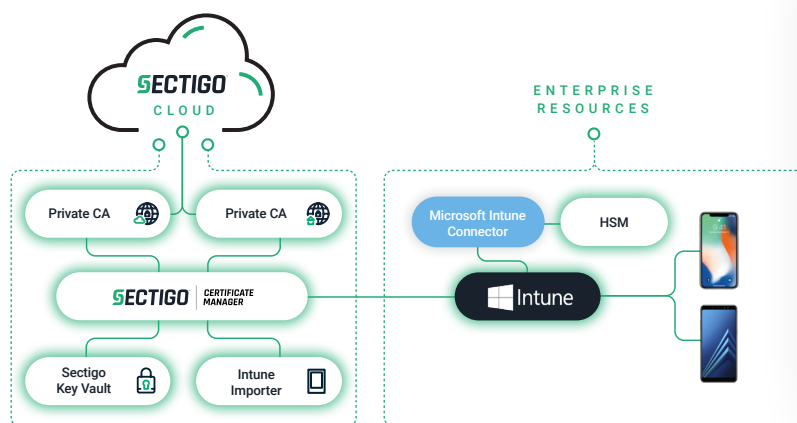 SECTIGO
CLOUD
ENTERPRISE
RESOURCES
Private CA
Private CA
Microsoft Intune
Connector
HSM
SECTIGO
CERTIFICATE
MANAGER
Intune
Sectigo
Key Vault
Intune
Importer